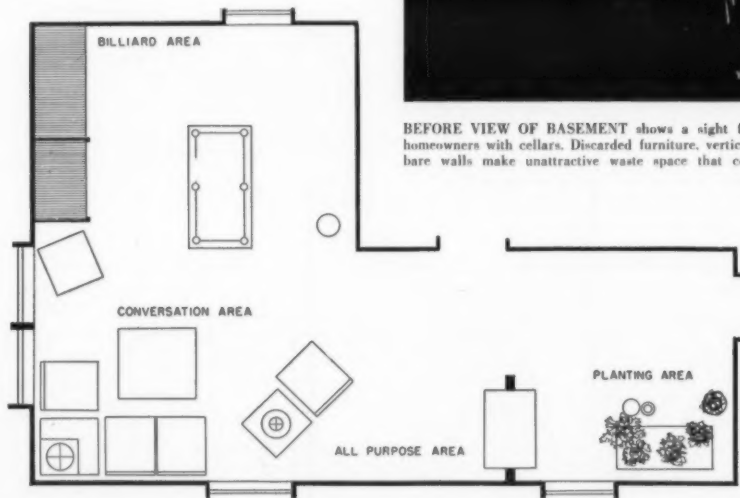 BILLIARD AREA
BEFORE VIEW OF BASEMENT shows a sight
homeowners with cellars. Discarded furniture,
bare walls make unattractive waste space that
CONVERSATION AREA
PLANTING AREA
ALL PURPOSE AREA